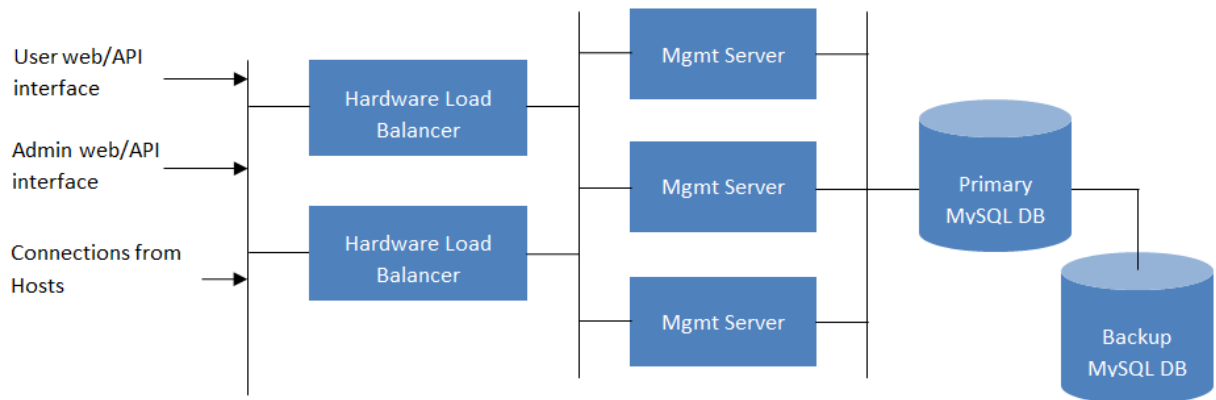 User web/API
interface
Admin web/API
interface
Connections from
Hosts
Hardware Load
Balancer
Hardware Load
Balancer
Mgmt Server
Mgmt Server
Mgmt Server
Primary
MySQL DB
Backup
MySQL DB